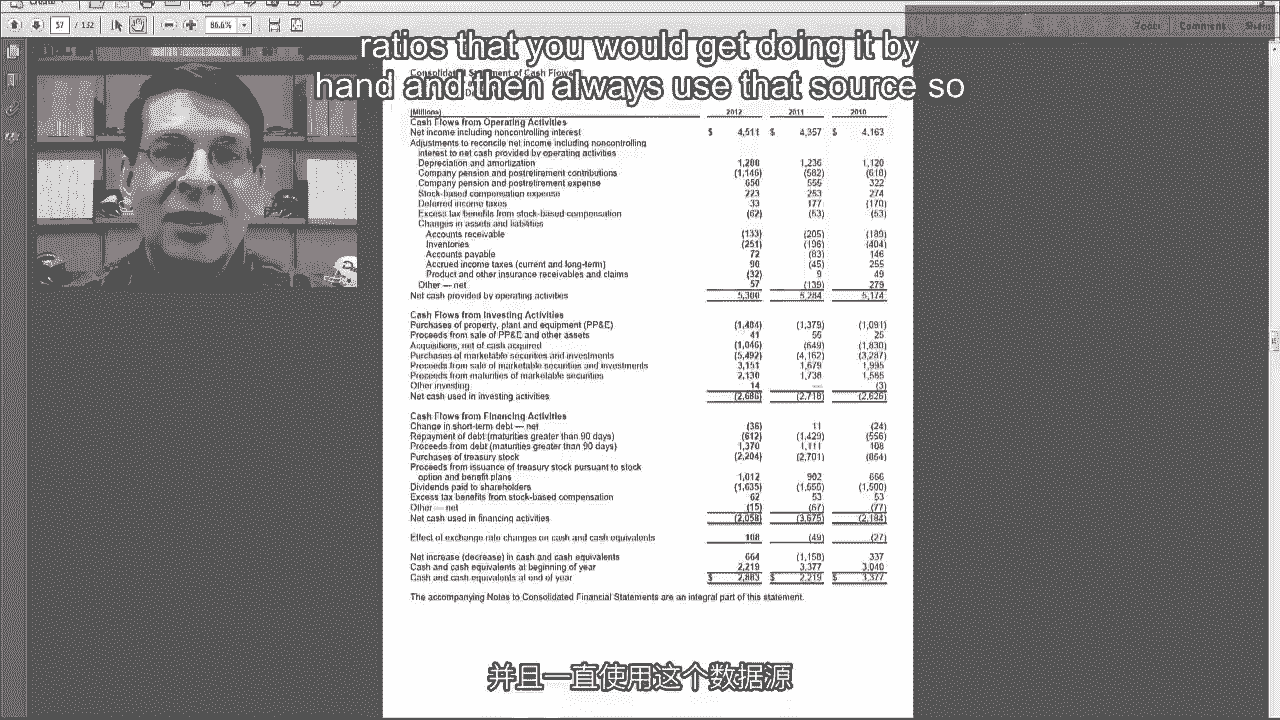 57 / 132 86.6% Tools Comment Share
ratios that you would get doing it by
hand and then always use that source so
Consolidated Statement of Cash Flows
(Millions) 2012 2011 2010
Cash Flows from Operating Activities
Net income including noncontrolling interest $ 4,511 $ 4,357 $ 4,163
Adjustments to reconcile net income including noncontrolling
interest to net cash provided by operating activities
Depreciation and amortization 1,288 1,236 1,120
Company pension and postretirement contributions (1,146) (582) (618)
Company pension and postretirement expense 650 555 322
Stock-based compensation expense 223 253 274
Deferred income taxes 33 177 (170)
Excess tax benefits from stock-based compensation (62) (53) (53)
Changes in assets and liabilities
Accounts receivable (133) (205) (189)
Inventories (251) (196) (404)
Accounts payable 72 (83) 146
Accrued income taxes (current and long-term) 90 (45) 255
Product and other insurance receivables and claims (32) 9 49
Other — net 57 (139) 279
Net cash provided by operating activities 5,300 5,284 5,174
Cash Flows from Investing Activities
Purchases of property, plant and equipment (PP&E) (1,484) (1,379) (1,091)
Proceeds from sale of PP&E and other assets 41 55 25
Acquisitions, net of cash acquired (1,046) (649) (1,830)
Purchases of marketable securities and investments (5,492) (4,162) (3,287)
Proceeds from sale of marketable securities and investments 3,151 1,679 1,995
Proceeds from maturities of marketable securities 2,130 1,738 1,565
Other investing 14 — (3)
Net cash used in investing activities (2,686) (2,718) (2,626)
Cash Flows from Financing Activities
Change in short-term debt — net (36) 11 (24)
Repayment of debt (maturities greater than 90 days) (612) (1,429) (556)
Proceeds from debt (maturities greater than 90 days) 1,370 1,111 108
Purchases of treasury stock (2,204) (2,701) (854)
Proceeds from issuance of treasury stock pursuant to stock
option and benefit plans 1,012 902 666
Dividends paid to shareholders (1,635) (1,555) (1,500)
Excess tax benefits from stock-based compensation 62 53 53
Other — net (15) (67) (77)
Net cash used in financing activities (2,058) (3,675) (2,184)
Effect of exchange rate changes on cash and cash equivalents 108 (49) (27)
Net increase (decrease) in cash and cash equivalents 664 (1,158) 337
Cash and cash equivalents at beginning of year 2,219 3,377 3,040
Cash and cash equivalents at end of year $ 2,883 $ 2,219 $ 3,377
The accompanying Notes to Consolidated Financial Statements are an integral part of this statement.
并且一直使用这个数据源